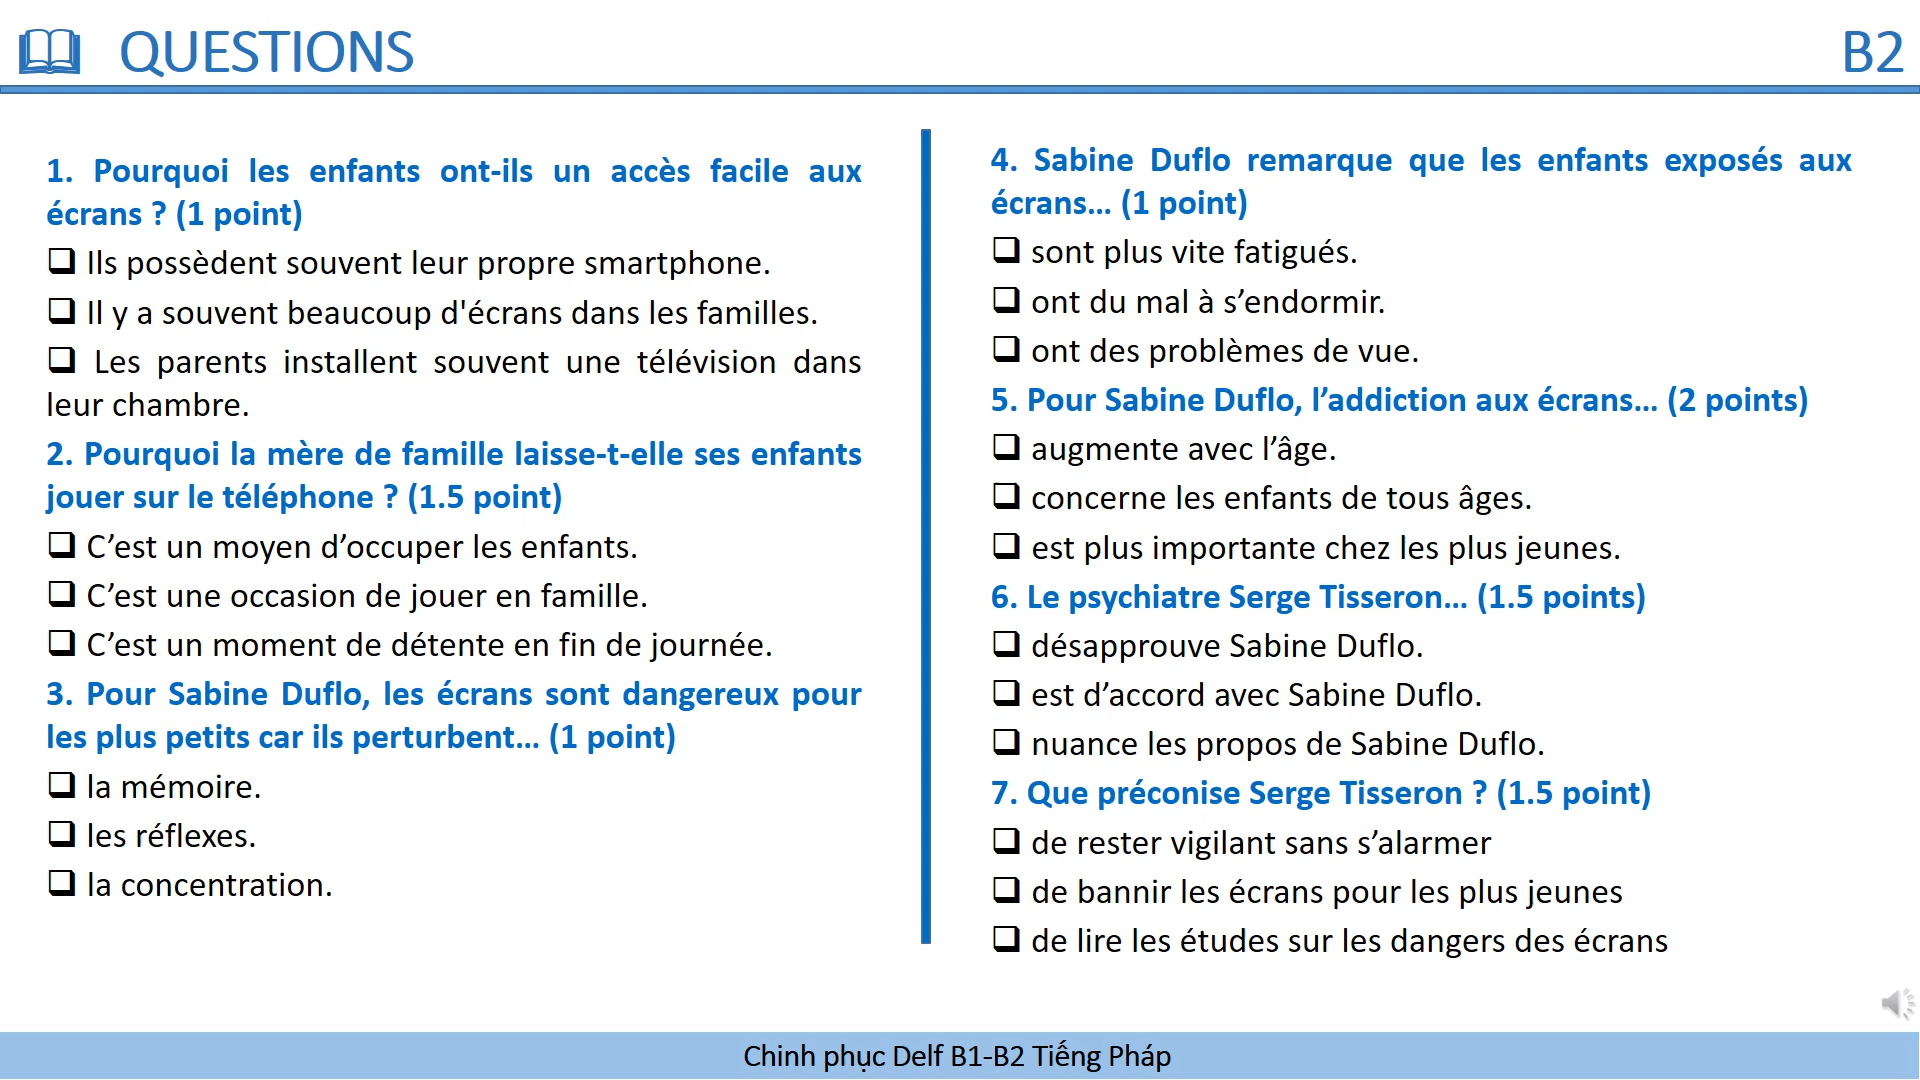 QUESTIONS
B2
1. Pourquoi les enfants ont-ils un accès facile aux
écrans ? (1 point)
❑ Ils possèdent souvent leur propre smartphone.
❑ Il y a souvent beaucoup d'écrans dans les familles.
❑ Les parents installent souvent une télévision dans
leur chambre.
2. Pourquoi la mère de famille laisse-t-elle ses enfants
jouer sur le téléphone ? (1.5 point)
❑ C’est un moyen d’occuper les enfants.
❑ C’est une occasion de jouer en famille.
❑ C’est un moment de détente en fin de journée.
3. Pour Sabine Duflo, les écrans sont dangereux pour
les plus petits car ils perturbent... (1 point)
❑ la mémoire.
❑ les réflexes.
❑ la concentration.
4. Sabine Duflo remarque que les enfants exposés aux
écrans... (1 point)
❑ sont plus vite fatigués.
❑ ont du mal à s’endormir.
❑ ont des problèmes de vue.
5. Pour Sabine Duflo, l’addiction aux écrans... (2 points)
❑ augmente avec l’âge.
❑ concerne les enfants de tous âges.
❑ est plus importante chez les plus jeunes.
6. Le psychiatre Serge Tisseron... (1.5 points)
❑ désapprouve Sabine Duflo.
❑ est d’accord avec Sabine Duflo.
❑ nuance les propos de Sabine Duflo.
7. Que préconise Serge Tisseron ? (1.5 point)
❑ de rester vigilant sans s’alarmer
❑ de bannir les écrans pour les plus jeunes
❑ de lire les études sur les dangers des écrans
Chinh phục Delf B1-B2 Tiếng Pháp